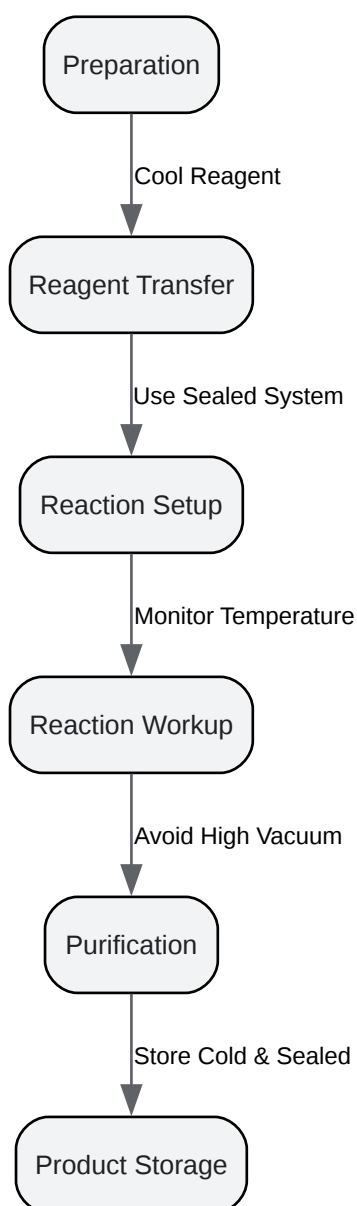 Preparation
Cool Reagent
Reagent Transfer
Use Sealed System
Reaction Setup
Monitor Temperature
Reaction Workup
Avoid High Vacuum
Purification
Store Cold & Sealed
Product Storage